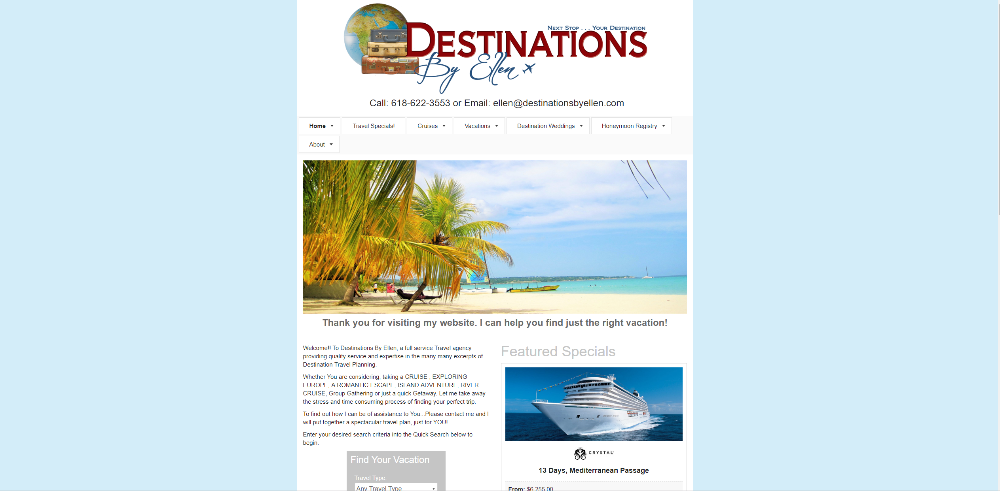 NEXT STOP . . . YOUR DESTINATION
DESTINATIONS
By Ellen
Call: 618-622-3553 or Email: ellen@destinationsbyellen.com
Home
Travel Specials!
Cruises
Vacations
Destination Weddings
Honeymoon Registry
About
Thank you for visiting my website. I can help you find just the right vacation!
Welcome!! To Destinations By Ellen, a full service Travel agency
providing quality service and expertise in the many many excerpts of
Destination Travel Planning.
Whether You are considering, taking a CRUISE , EXPLORING
EUROPE, A ROMANTIC ESCAPE, ISLAND ADVENTURE, RIVER
CRUISE, Group Gathering or just a quick Getaway. Let me take away
the stress and time consuming process of finding your perfect trip.
To find out how I can be of assistance to You...Please contact me and I
will put together a spectacular travel plan, just for YOU!
Enter your desired search criteria into the Quick Search below to
begin.
Find Your Vacation
Travel Type:
Any Travel Type
Featured Specials
CRYSTAL SERENITY
CRYSTAL
13 Days, Mediterranean Passage
From: $6,255.00